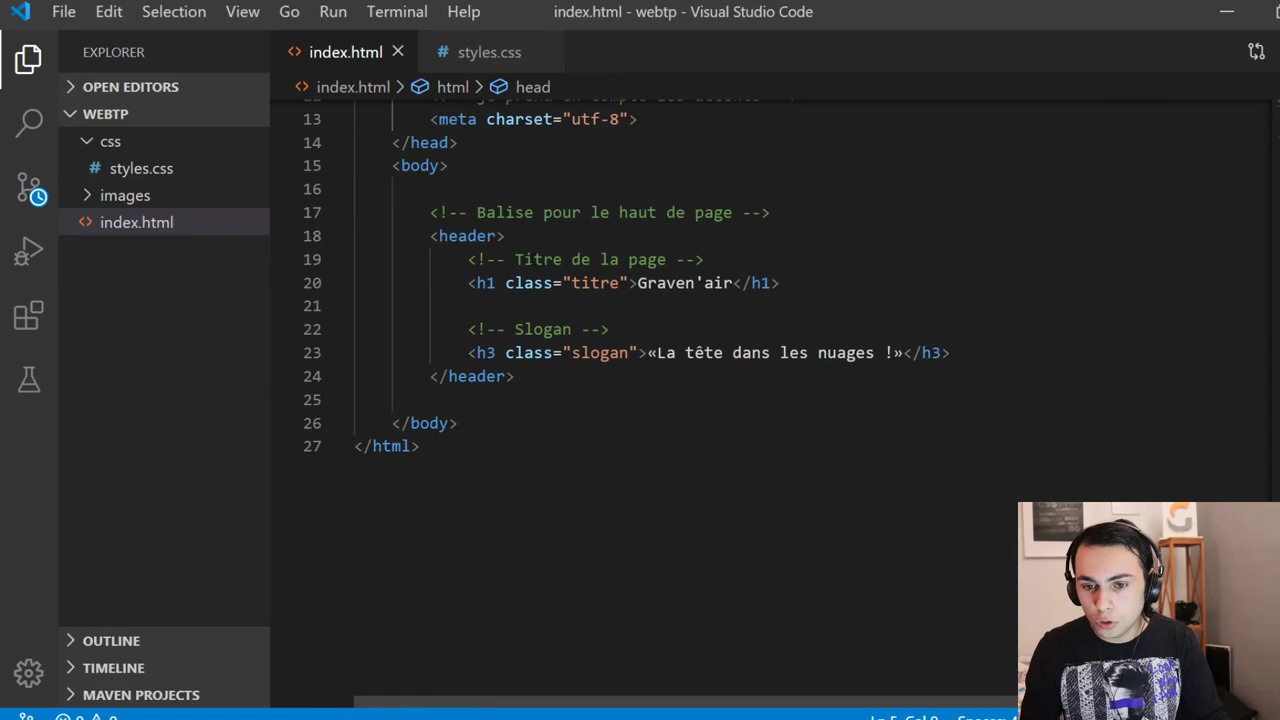 File Edit Selection View Go Run Terminal Help index.html - webtp - Visual Studio Code
EXPLORER
index.html
# styles.css
OPEN EDITORS
index.html > html > head
WEBTP
css
# styles.css
images
index.html
13 <meta charset="utf-8">
14 </head>
15 <body>
16
17 <!-- Balise pour le haut de page -->
18 <header>
19 <!-- Titre de la page -->
20 <h1 class="titre">Graven'air</h1>
21
22 <!-- Slogan -->
23 <h3 class="slogan">«La tête dans les nuages !»</h3>
24 </header>
25
26 </body>
27 </html>
OUTLINE
TIMELINE
MAVEN PROJECTS